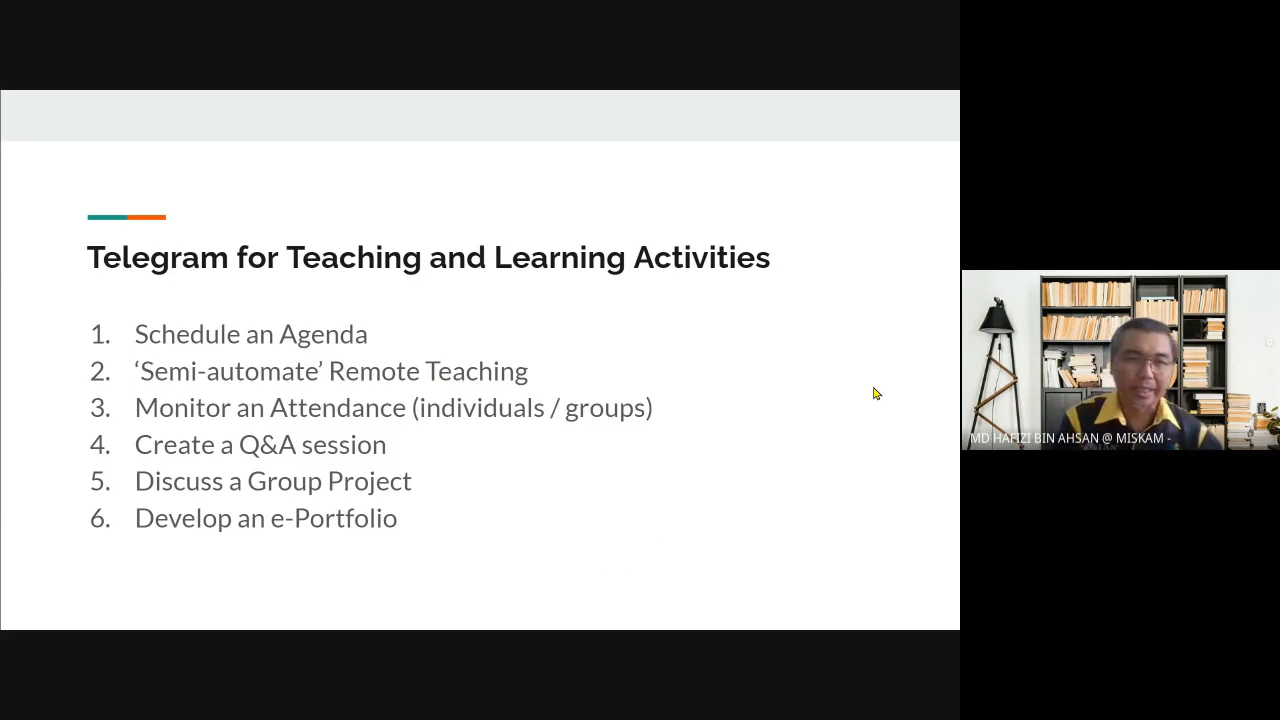 Telegram for Teaching and Learning Activities
1. Schedule an Agenda
2. ‘Semi-automate’ Remote Teaching
3. Monitor an Attendance (individuals / groups)
4. Create a Q&A session
5. Discuss a Group Project
6. Develop an e-Portfolio
MD HAFIZI BIN AHSAN @ MISKAM -